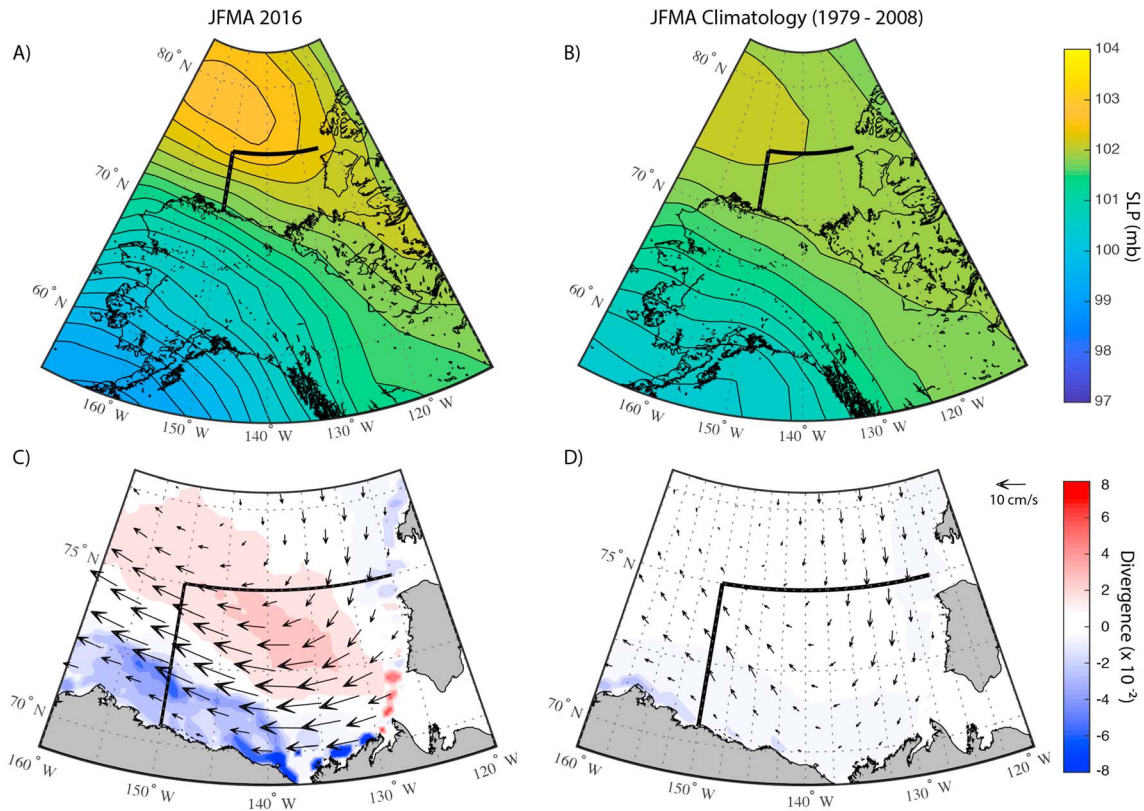 JFMA 2016
JFMA Climatology (1979 - 2008)
A)
80° N
70° N
60° N
160° W
150° W
140° W
130° W
120° W
B)
80° N
70° N
60° N
160° W
150° W
140° W
130° W
120° W
104
103
102
101
100
99
98
97
SLP (mb)
C)
75° N
70° N
160° W
150° W
140° W
130° W
120° W
D)
75° N
70° N
160° W
150° W
140° W
130° W
120° W
10 cm/s
8
6
4
2
0
-2
-4
-6
-8
Divergence (x 10⁻²)